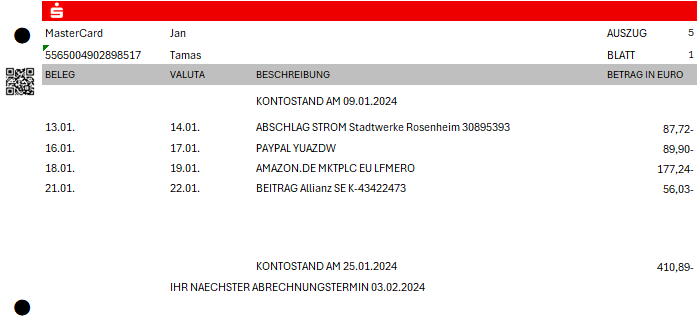 MasterCard Jan AUSZUG 5
5565004902898517 Tamas BLATT 1
BELEG VALUTA BESCHREIBUNG BETRAG IN EURO
KONTOSTAND AM 09.01.2024
13.01. 14.01. ABSCHLAG STROM Stadtwerke Rosenheim 30895393 87,72-
16.01. 17.01. PAYPAL YUAZDW 89,90-
18.01. 19.01. AMAZON.DE MKTPLC EU LFMERO 177,24-
21.01. 22.01. BEITRAG Allianz SE K-43422473 56,03-
KONTOSTAND AM 25.01.2024 410,89-
IHR NAECHSTER ABRECHNUNGSTERMIN 03.02.2024